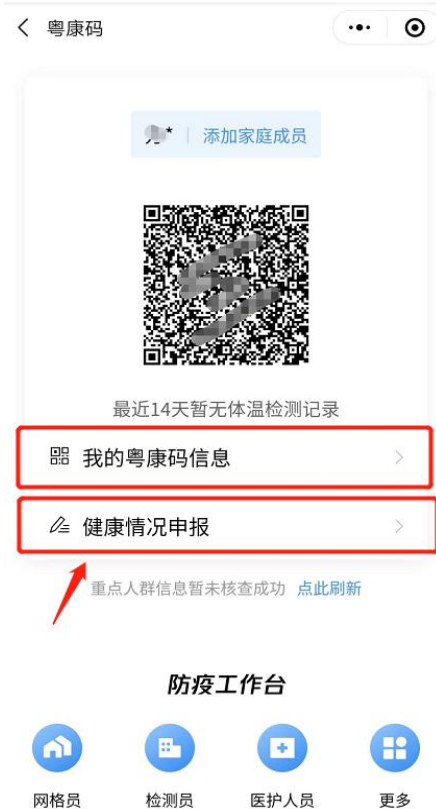 粤康码
添加家庭成员
最近14天暂无体温检测记录
我的粤康码信息
健康情况申报
重点人群信息暂未核查成功 点此刷新
防疫工作台
网格员 检测员 医护人员 更多